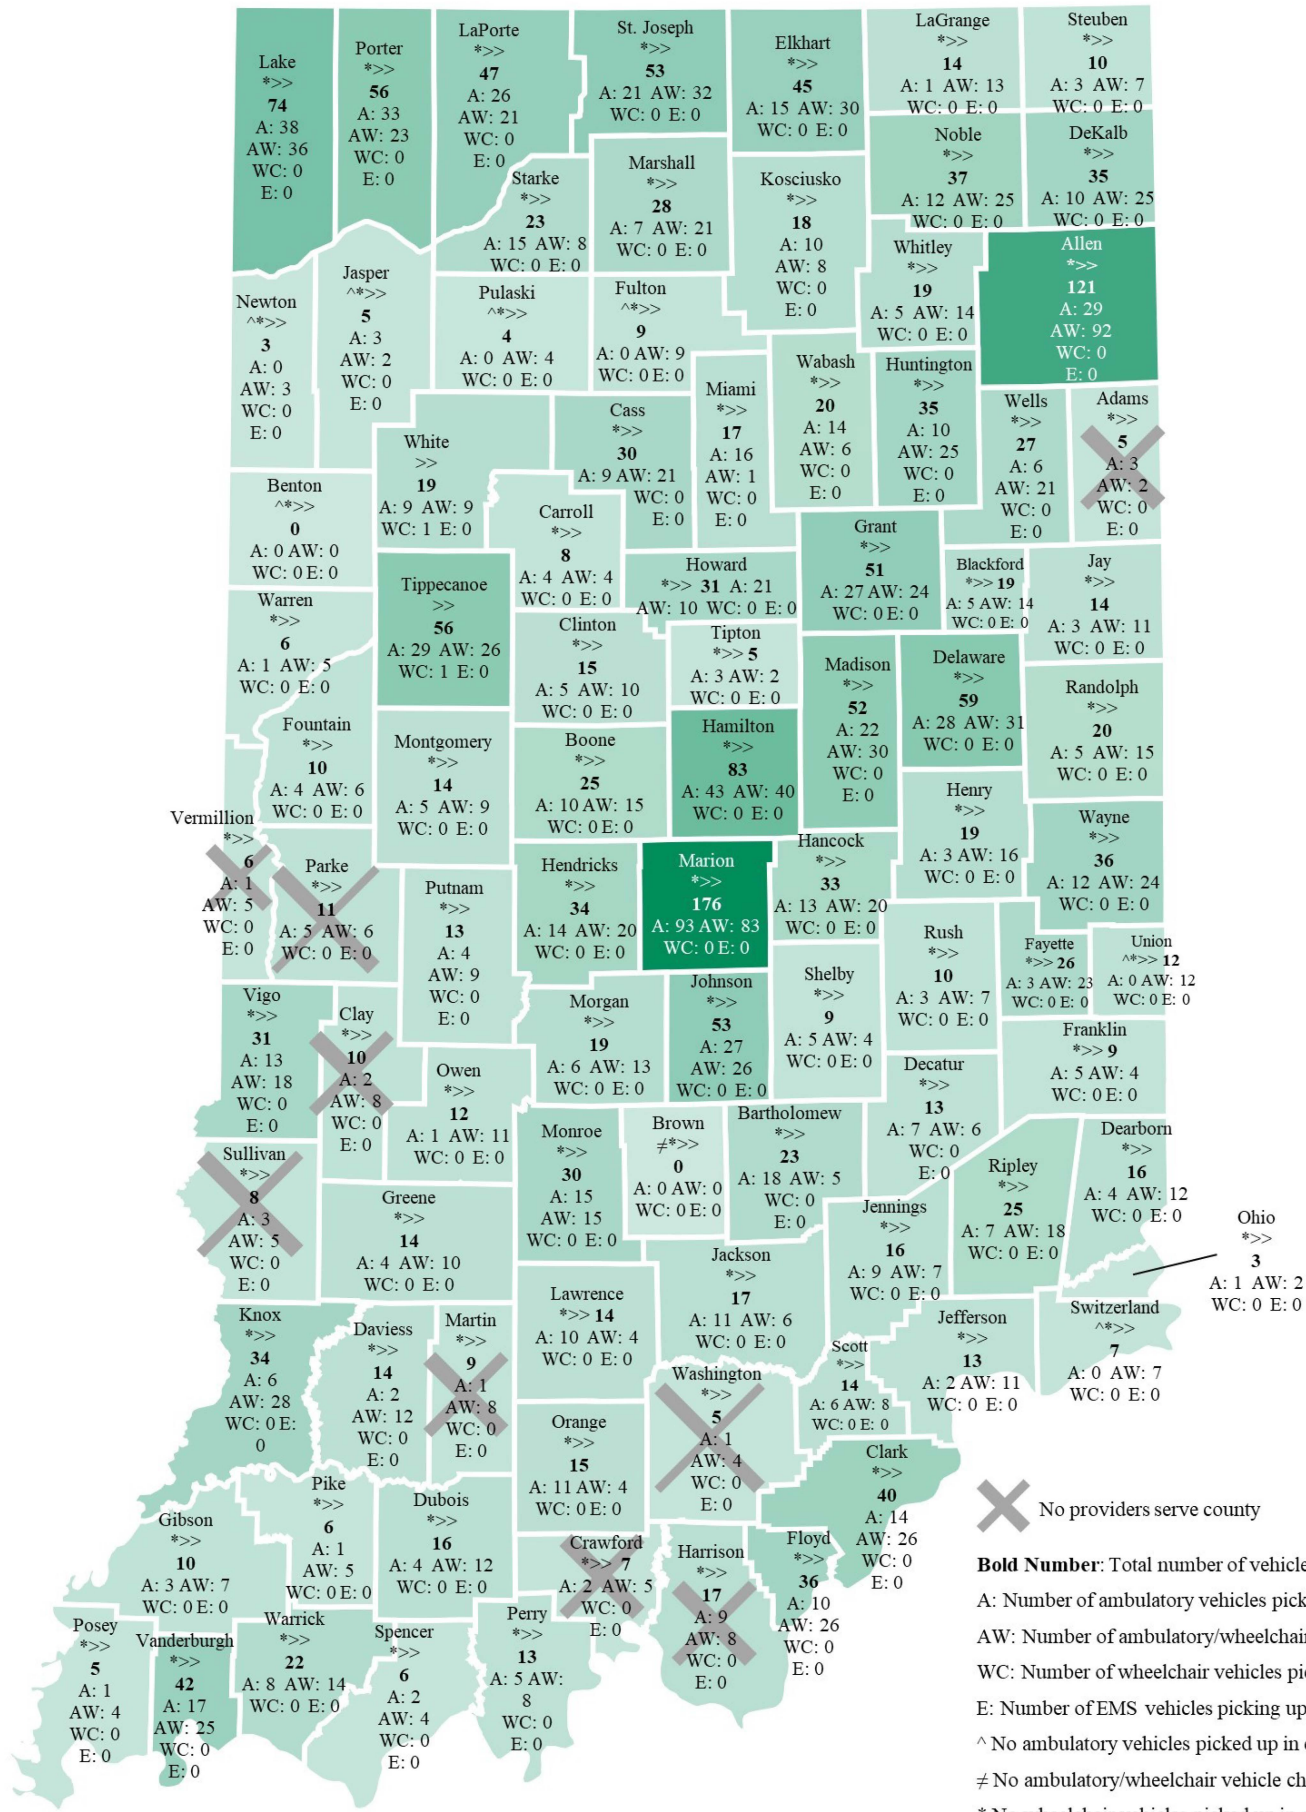 Lake
*>>
74
A: 38
AW: 36
WC: 0
E: 0
Porter
*>>
56
A: 33
AW: 23
WC: 0
E: 0
LaPorte
*>>
47
A: 26
AW: 21
WC: 0
E: 0
St. Joseph
*>>
53
A: 21 AW: 32
WC: 0 E: 0
Elkhart
*>>
45
A: 15 AW: 30
WC: 0 E: 0
LaGrange
*>>
14
A: 1 AW: 13
WC: 0 E: 0
Steuben
*>>
10
A: 3 AW: 7
WC: 0 E: 0
Noble
*>>
37
A: 12 AW: 25
WC: 0 E: 0
DeKalb
*>>
35
A: 10 AW: 25
WC: 0 E: 0
Starke
*>>
23
A: 15 AW: 8
WC: 0 E: 0
Marshall
*>>
28
A: 7 AW: 21
WC: 0 E: 0
Kosciusko
*>>
18
A: 10
AW: 8
WC: 0
E: 0
Whitley
*>>
19
A: 5 AW: 14
WC: 0 E: 0
Allen
*>>
121
A: 29
AW: 92
WC: 0
E: 0
Newton
^*>>
3
A: 0
AW: 3
WC: 0
E: 0
Jasper
^*>>
5
A: 3
AW: 2
WC: 0
E: 0
Pulaski
^*>>
4
A: 0 AW: 4
WC: 0 E: 0
Fulton
^*>>
9
A: 0 AW: 9
WC: 0 E: 0
Miami
*>>
17
A: 16
AW: 1
WC: 0
E: 0
Wabash
*>>
20
A: 14
AW: 6
WC: 0
E: 0
Huntington
*>>
35
A: 10
AW: 25
WC: 0
E: 0
Wells
*>>
27
A: 6
AW: 21
WC: 0
E: 0
Adams
*>>
5
A: 3
AW: 2
WC: 0
E: 0
White
>>
19
A: 9 AW: 9
WC: 1 E: 0
Cass
*>>
30
A: 9 AW: 21
WC: 0
E: 0
Benton
^*>>
0
A: 0 AW: 0
WC: 0 E: 0
Carroll
*>>
8
A: 4 AW: 4
WC: 0 E: 0
Howard
*>> 31 A: 21
AW: 10 WC: 0 E: 0
Grant
*>>
51
A: 27 AW: 24
WC: 0 E: 0
Blackford
*>> 19
A: 5 AW: 14
WC: 0 E: 0
Jay
*>>
14
A: 3 AW: 11
WC: 0 E: 0
Warren
*>>
6
A: 1 AW: 5
WC: 0 E: 0
Tippecanoe
>>
56
A: 29 AW: 26
WC: 1 E: 0
Clinton
*>>
15
A: 5 AW: 10
WC: 0 E: 0
Tipton
*>> 5
A: 3 AW: 2
WC: 0 E: 0
Madison
*>>
52
A: 22
AW: 30
WC: 0
E: 0
Delaware
*>>
59
A: 28 AW: 31
WC: 0 E: 0
Randolph
*>>
20
A: 5 AW: 15
WC: 0 E: 0
Fountain
*>>
10
A: 4 AW: 6
WC: 0 E: 0
Montgomery
*>>
14
A: 5 AW: 9
WC: 0 E: 0
Boone
*>>
25
A: 10 AW: 15
WC: 0 E: 0
Hamilton
*>>
83
A: 43 AW: 40
WC: 0 E: 0
Henry
*>>
19
A: 3 AW: 16
WC: 0 E: 0
Wayne
*>>
36
A: 12 AW: 24
WC: 0 E: 0
Vermillion
*>>
6
A: 1
AW: 5
WC: 0
E: 0
Parke
*>>
11
A: 5 AW: 6
WC: 0 E: 0
Putnam
*>>
13
A: 4
AW: 9
WC: 0
E: 0
Hendricks
*>>
34
A: 14 AW: 20
WC: 0 E: 0
Marion
*>>
176
A: 93 AW: 83
WC: 0 E: 0
Hancock
*>>
33
A: 13 AW: 20
WC: 0 E: 0
Rush
*>>
10
A: 3 AW: 7
WC: 0 E: 0
Fayette
*>> 26
A: 3 AW: 23
WC: 0 E: 0
Union
^*>> 12
A: 0 AW: 12
WC: 0 E: 0
Vigo
*>>
31
A: 13
AW: 18
WC: 0
E: 0
Clay
*>>
10
A: 2
AW: 8
WC: 0
E: 0
Owen
*>>
12
A: 1 AW: 11
WC: 0 E: 0
Morgan
*>>
19
A: 6 AW: 13
WC: 0 E: 0
Johnson
*>>
53
A: 27
AW: 26
WC: 0 E: 0
Shelby
*>>
9
A: 5 AW: 4
WC: 0 E: 0
Decatur
*>>
13
A: 7 AW: 6
WC: 0
E: 0
Franklin
*>> 9
A: 5 AW: 4
WC: 0 E: 0
Sullivan
*>>
8
A: 3
AW: 5
WC: 0
E: 0
Greene
*>>
14
A: 4 AW: 10
WC: 0 E: 0
Monroe
*>>
30
A: 15
AW: 15
WC: 0 E: 0
Brown
≠*>>
0
A: 0 AW: 0
WC: 0 E: 0
Bartholomew
*>>
23
A: 18 AW: 5
WC: 0
E: 0
Jennings
*>>
16
A: 9 AW: 7
WC: 0 E: 0
Ripley
*>>
25
A: 7 AW: 18
WC: 0 E: 0
Dearborn
*>>
16
A: 4 AW: 12
WC: 0 E: 0
Ohio
*>>
3
A: 1 AW: 2
WC: 0 E: 0
Knox
*>>
34
A: 6
AW: 28
WC: 0 E:
0
Daviess
*>>
14
A: 2
AW: 12
WC: 0
E: 0
Martin
*>>
9
A: 1
AW: 8
WC: 0
E: 0
Lawrence
*>> 14
A: 10 AW: 4
WC: 0 E: 0
Jackson
*>>
17
A: 11 AW: 6
WC: 0 E: 0
Scott
*>>
14
A: 6 AW: 8
WC: 0 E: 0
Jefferson
*>>
13
A: 2 AW: 11
WC: 0 E: 0
Switzerland
^*>>
7
A: 0 AW: 7
WC: 0 E: 0
Orange
*>>
15
A: 11 AW: 4
WC: 0 E: 0
Washington
*>>
5
A: 1
AW: 4
WC: 0
E: 0
Clark
*>>
40
A: 14
AW: 26
WC: 0
E: 0
Gibson
*>>
10
A: 3 AW: 7
WC: 0 E: 0
Pike
*>>
6
A: 1
AW: 5
WC: 0 E: 0
Dubois
*>>
16
A: 4 AW: 12
WC: 0 E: 0
Crawford
*>> 7
A: 2 AW: 5
WC: 0
E: 0
Harrison
*>>
17
A: 9
AW: 8
WC: 0
E: 0
Floyd
*>>
36
A: 10
AW: 26
WC: 0
E: 0
Posey
*>>
5
A: 1
AW: 4
WC: 0
E: 0
Vanderburgh
*>>
42
A: 17
AW: 25
WC: 0
E: 0
Warrick
*>>
22
A: 8 AW: 14
WC: 0 E: 0
Spencer
*>>
6
A: 2
AW: 4
WC: 0
E: 0
Perry
*>>
13
A: 5 AW:
8
WC: 0
E: 0
No providers serve county
Bold Number: Total number of vehicle
A: Number of ambulatory vehicles pick
AW: Number of ambulatory/wheelchair
WC: Number of wheelchair vehicles pic
E: Number of EMS vehicles picking up
^ No ambulatory vehicles picked up in
≠ No ambulatory/wheelchair vehicle ch